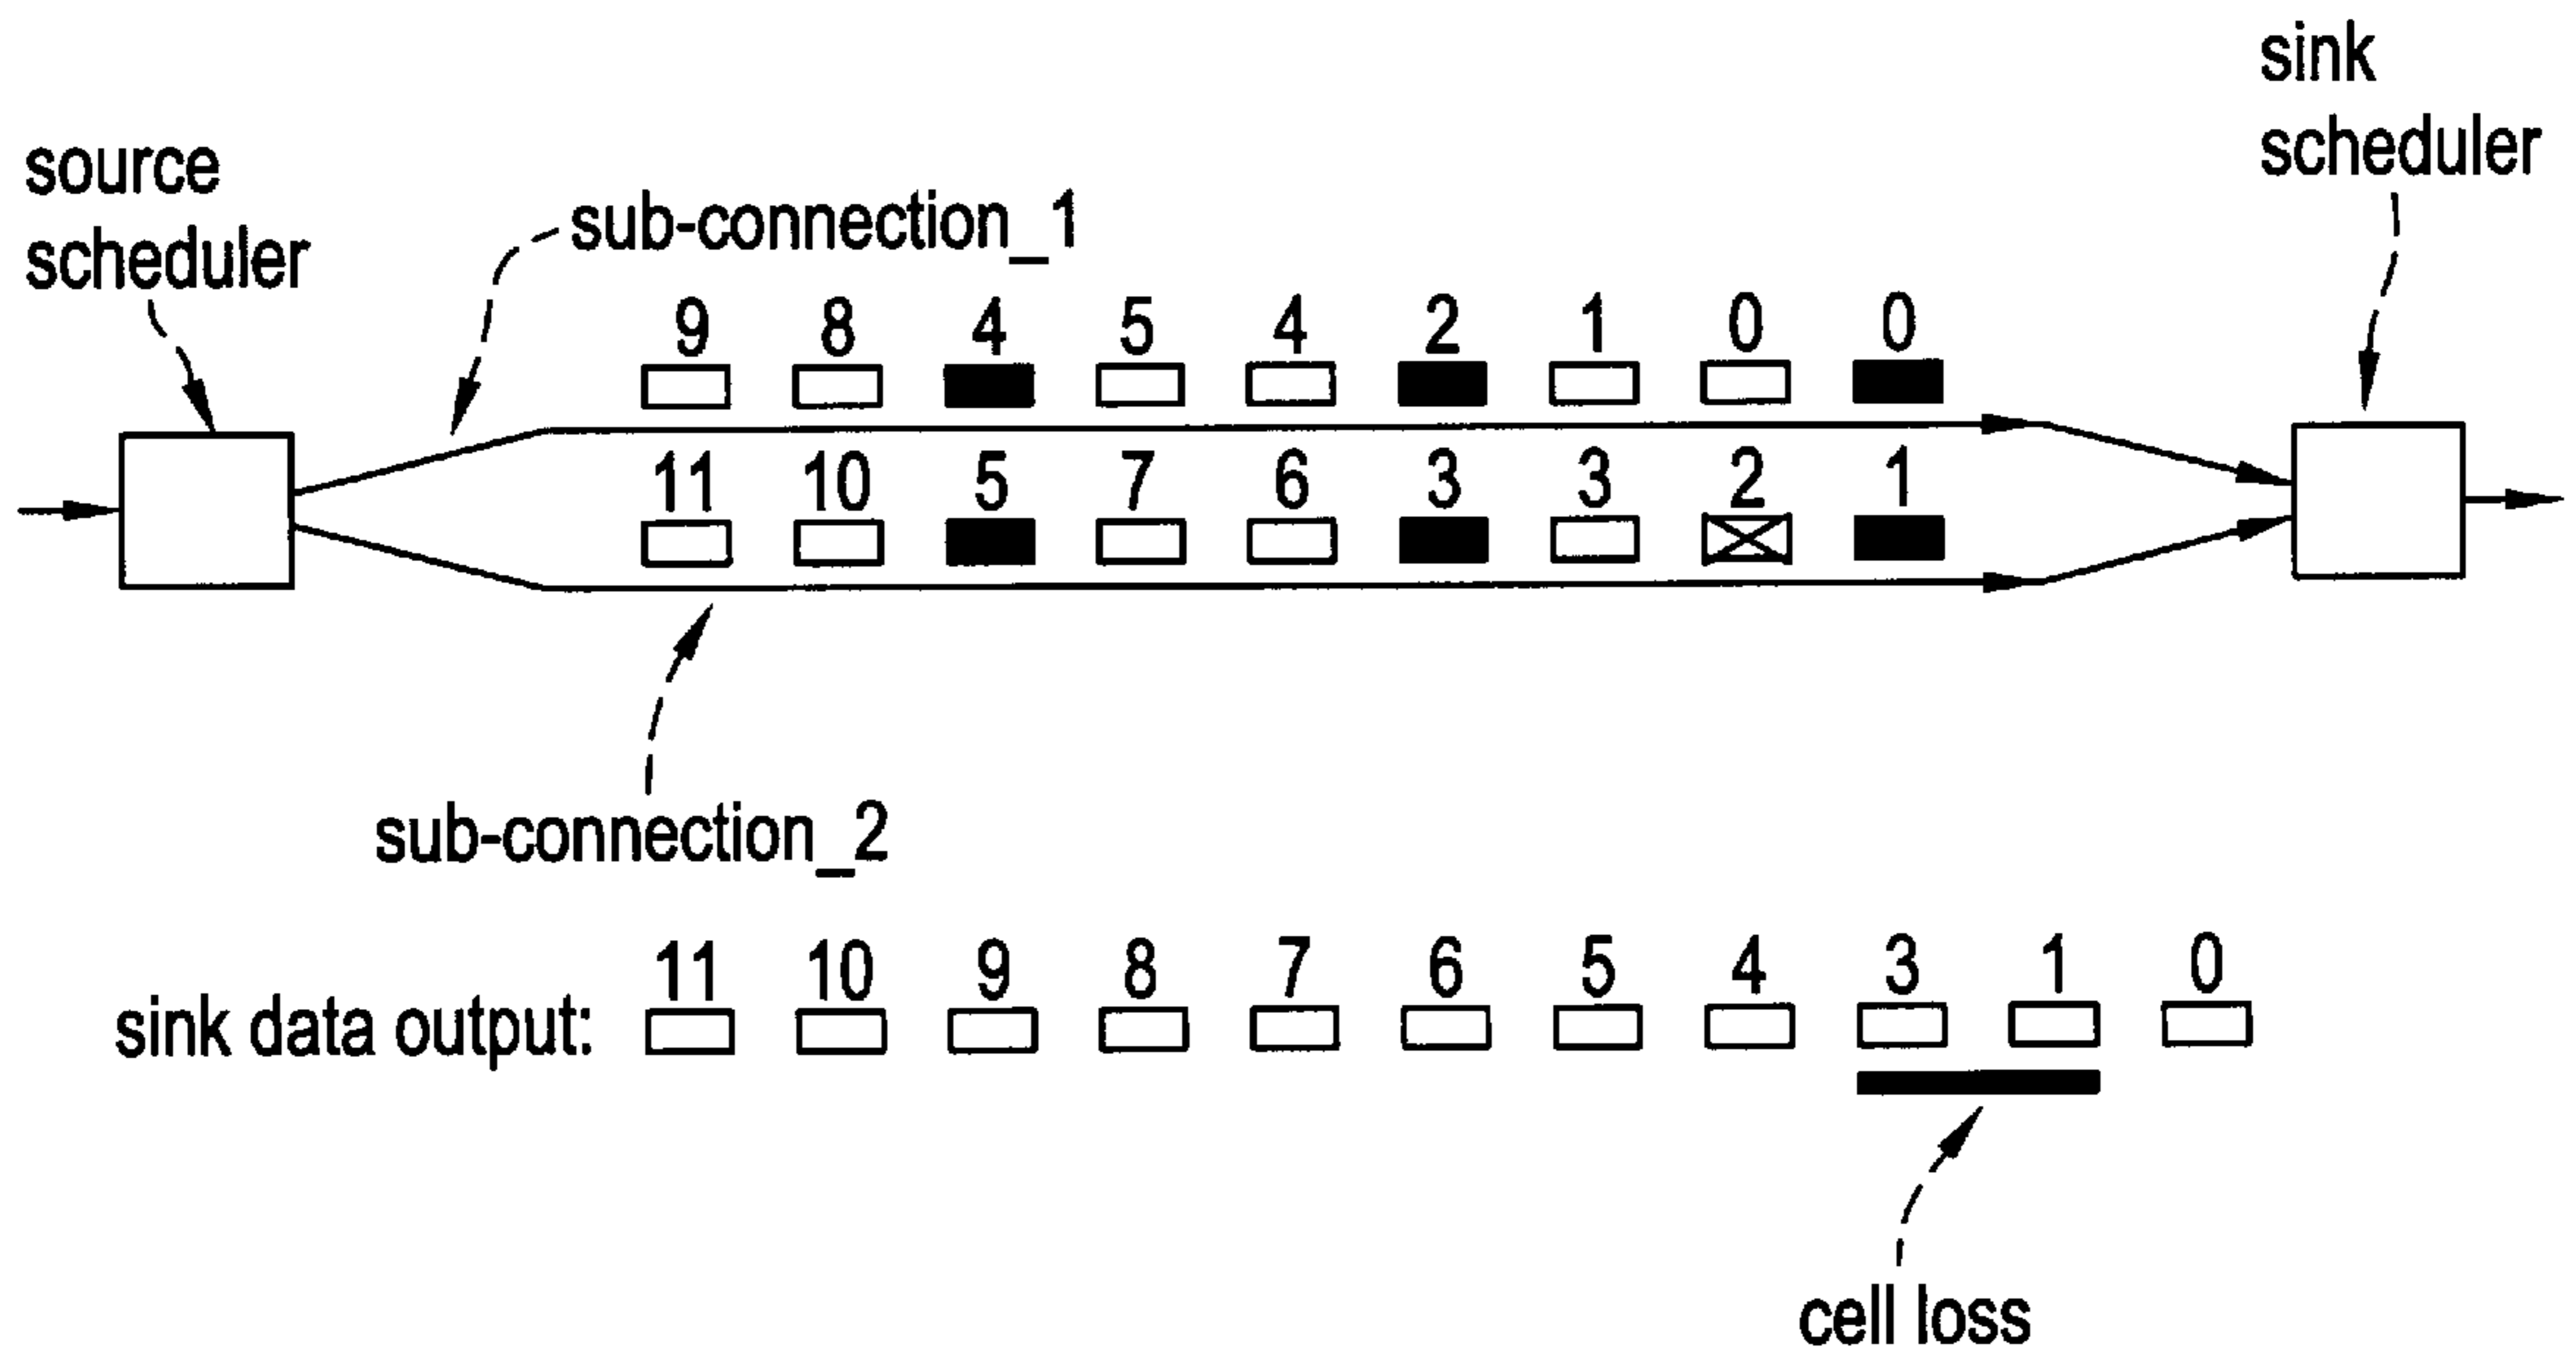 sink
scheduler
source
scheduler
sub-connection_1
9 8 4 5 4 2 1 0 0
11 10 5 7 6 3 3 2 1
sub-connection_2
11 10 9 8 7 6 5 4 3 1 0
sink data output:
cell loss